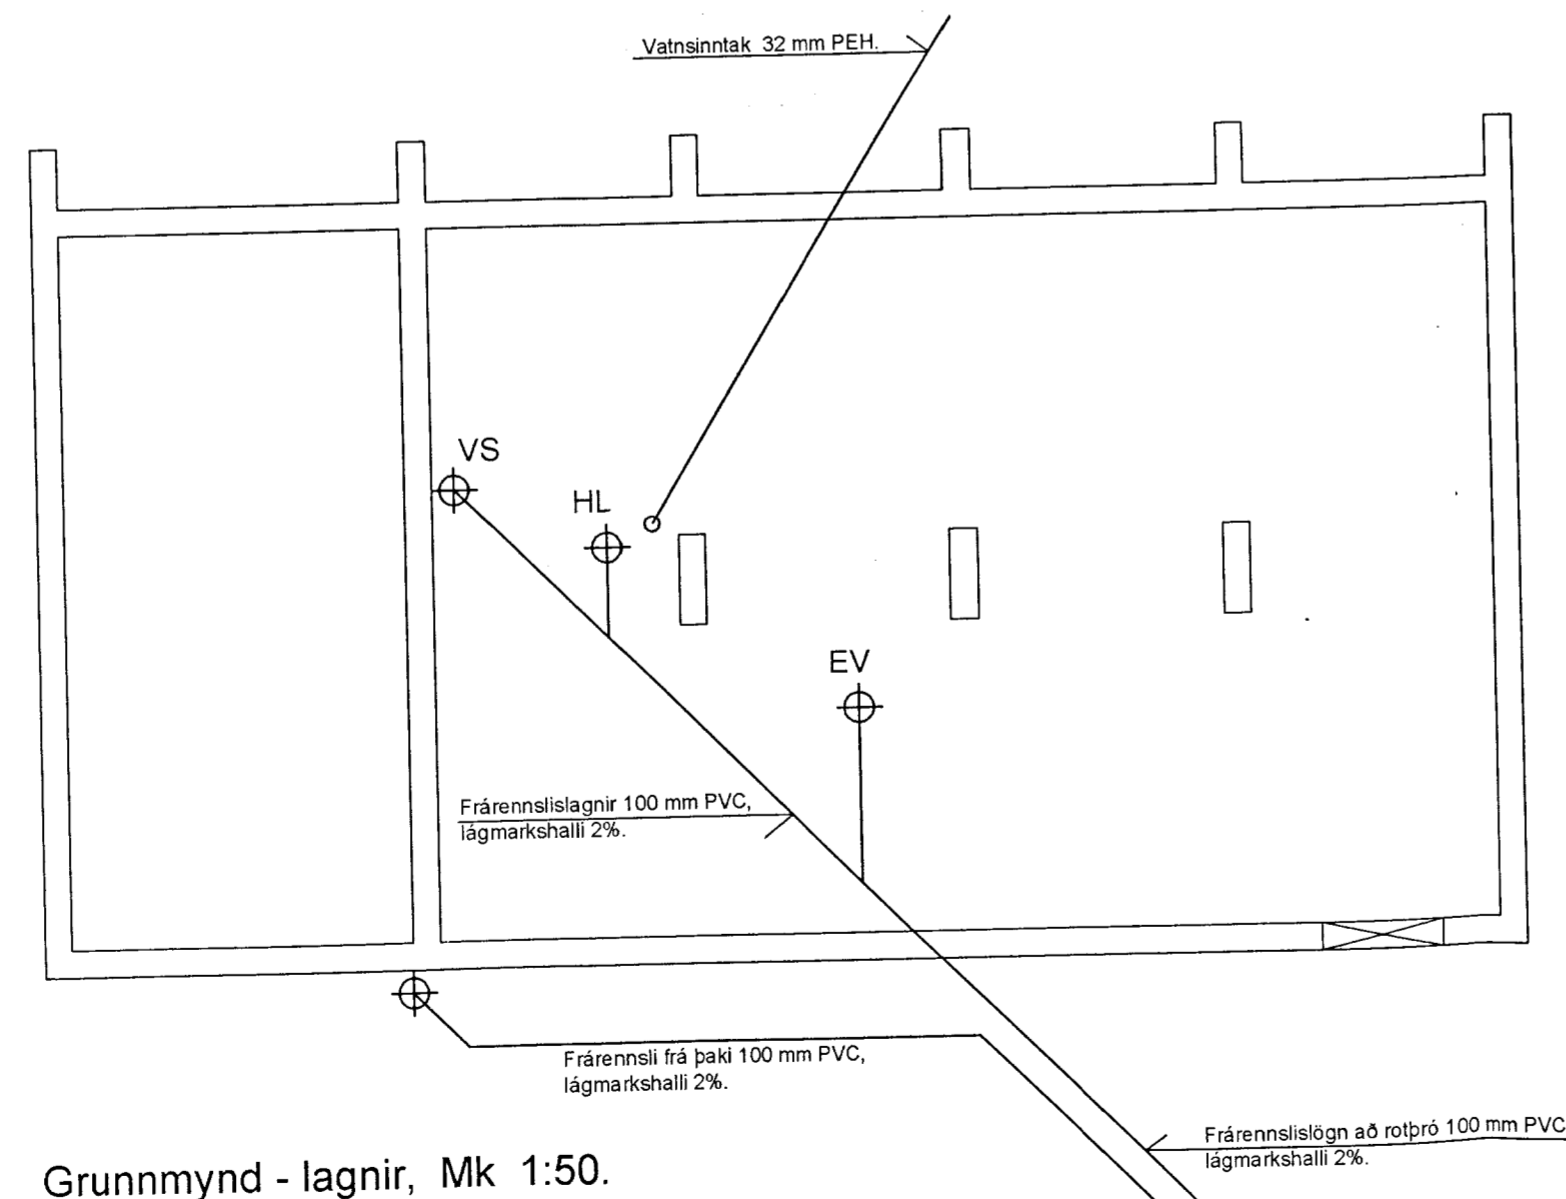 Vatnsinntak 32 mm PEH.
VS
HL
EV
Frárennslislagnir 100 mm PVC,
lágmarkshalli 2%.
Frárennsli frá þaki 100 mm PVC,
lágmarkshalli 2%.
Frárennslislögn að rotþró 100 mm PVC
lágmarkshalli 2%.
Grunnmynd - lagnir, Mk 1:50.